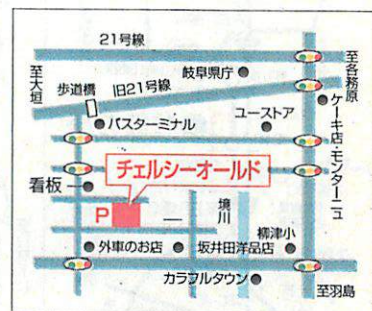 21号線
至各務原
至大垣
岐阜県庁
歩道橋
旧21号線
ユーストア
バスターミナル
ケーキ店・モンターニュ
チェルシーオールド
看板
P
境川
柳津小
外車のお店
坂井田洋品店
カラフルタウン
至羽島